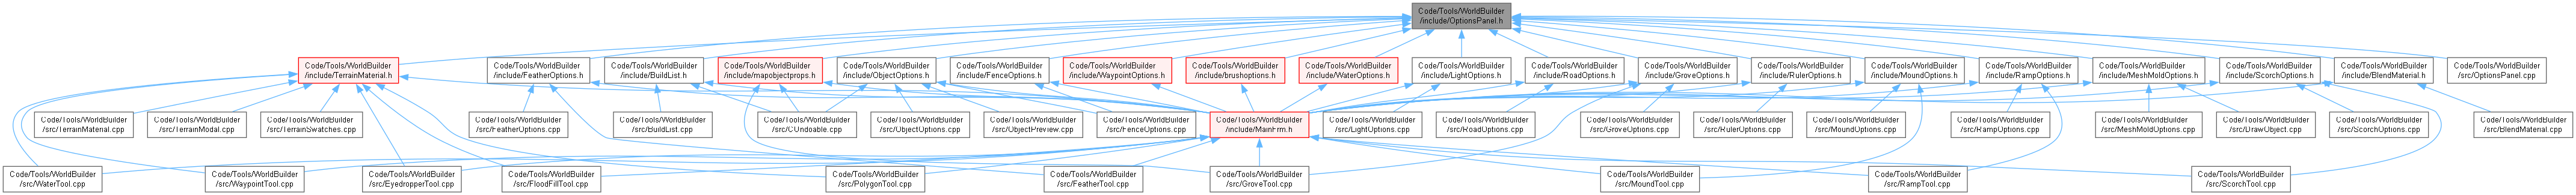 Code/Tools/WorldBuilder
/include/OptionsPanel.h
Code/Tools/WorldBuilder
/include/TerrainMaterial.h
Code/Tools/WorldBuilder
/include/FeatherOptions.h
Code/Tools/WorldBuilder
/include/BuildList.h
Code/Tools/WorldBuilder
/include/mapobjectprops.h
Code/Tools/WorldBuilder
/include/ObjectOptions.h
Code/Tools/WorldBuilder
/include/FenceOptions.h
Code/Tools/WorldBuilder
/include/WaypointOptions.h
Code/Tools/WorldBuilder
/include/brushoptions.h
Code/Tools/WorldBuilder
/include/WaterOptions.h
Code/Tools/WorldBuilder
/include/LightOptions.h
Code/Tools/WorldBuilder
/include/RoadOptions.h
Code/Tools/WorldBuilder
/include/GroveOptions.h
Code/Tools/WorldBuilder
/include/RulerOptions.h
Code/Tools/WorldBuilder
/include/MoundOptions.h
Code/Tools/WorldBuilder
/include/RampOptions.h
Code/Tools/WorldBuilder
/include/MeshMoldOptions.h
Code/Tools/WorldBuilder
/include/ScorchOptions.h
Code/Tools/WorldBuilder
/include/BlendMaterial.h
Code/Tools/WorldBuilder
/src/OptionsPanel.cpp
Code/Tools/WorldBuilder
/src/TerrainMaterial.cpp
Code/Tools/WorldBuilder
/src/TerrainModal.cpp
Code/Tools/WorldBuilder
/src/TerrainSwatches.cpp
Code/Tools/WorldBuilder
/src/FeatherOptions.cpp
Code/Tools/WorldBuilder
/src/BuildList.cpp
Code/Tools/WorldBuilder
/src/CUndoable.cpp
Code/Tools/WorldBuilder
/src/ObjectOptions.cpp
Code/Tools/WorldBuilder
/src/ObjectPreview.cpp
Code/Tools/WorldBuilder
/src/FenceOptions.cpp
Code/Tools/WorldBuilder
/include/MainFrm.h
Code/Tools/WorldBuilder
/src/LightOptions.cpp
Code/Tools/WorldBuilder
/src/RoadOptions.cpp
Code/Tools/WorldBuilder
/src/GroveOptions.cpp
Code/Tools/WorldBuilder
/src/RulerOptions.cpp
Code/Tools/WorldBuilder
/src/MoundOptions.cpp
Code/Tools/WorldBuilder
/src/RampOptions.cpp
Code/Tools/WorldBuilder
/src/MeshMoldOptions.cpp
Code/Tools/WorldBuilder
/src/DrawObject.cpp
Code/Tools/WorldBuilder
/src/ScorchOptions.cpp
Code/Tools/WorldBuilder
/src/BlendMaterial.cpp
Code/Tools/WorldBuilder
/src/WaterTool.cpp
Code/Tools/WorldBuilder
/src/WaypointTool.cpp
Code/Tools/WorldBuilder
/src/EyedropperTool.cpp
Code/Tools/WorldBuilder
/src/FloodFillTool.cpp
Code/Tools/WorldBuilder
/src/PolygonTool.cpp
Code/Tools/WorldBuilder
/src/FeatherTool.cpp
Code/Tools/WorldBuilder
/src/GroveTool.cpp
Code/Tools/WorldBuilder
/src/MoundTool.cpp
Code/Tools/WorldBuilder
/src/RampTool.cpp
Code/Tools/WorldBuilder
/src/ScorchTool.cpp